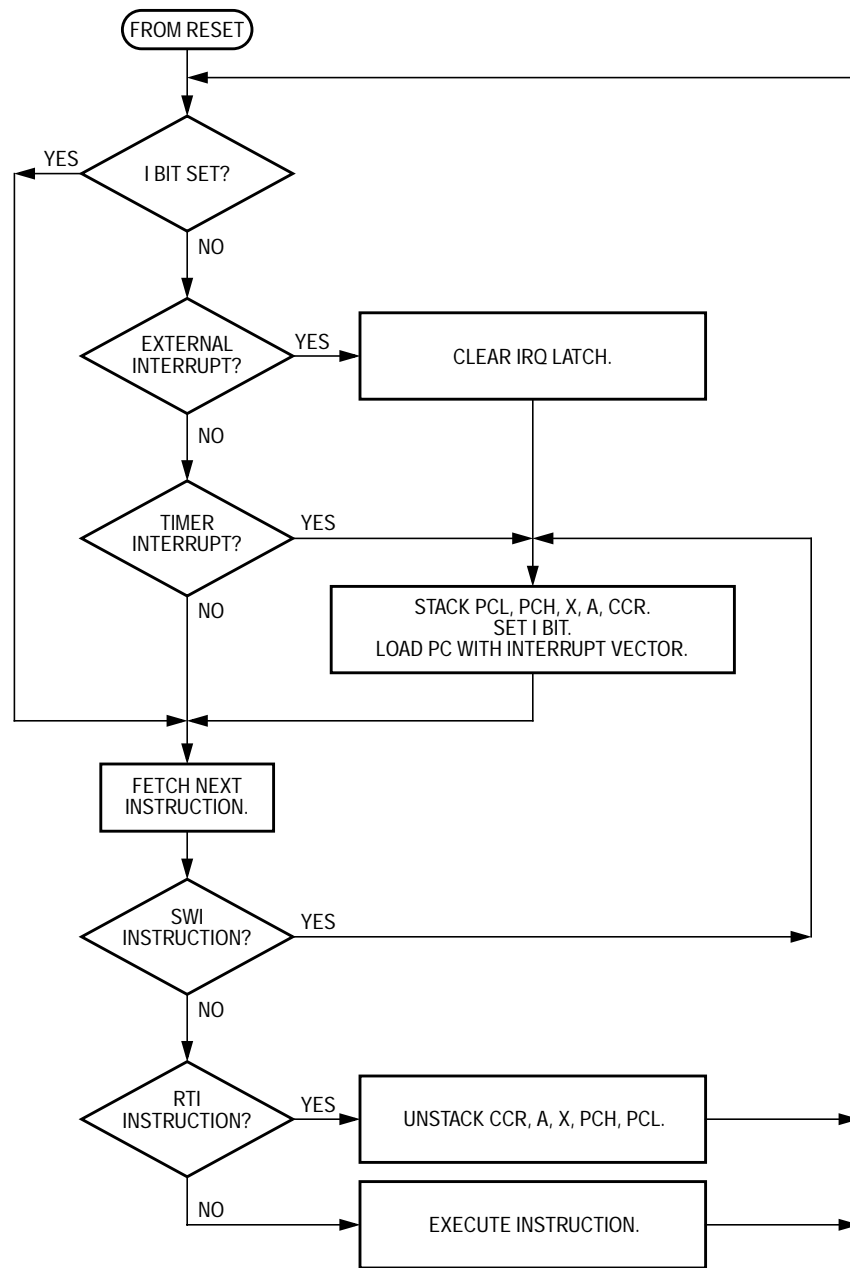 FROM RESET
YES
I BIT SET?
NO
EXTERNAL
INTERRUPT?
YES
CLEAR IRQ LATCH.
NO
TIMER
INTERRUPT?
YES
NO
STACK PCL, PCH, X, A, CCR.
SET I BIT.
LOAD PC WITH INTERRUPT VECTOR.
FETCH NEXT
INSTRUCTION.
SWI
INSTRUCTION?
YES
NO
RTI
INSTRUCTION?
YES
UNSTACK CCR, A, X, PCH, PCL.
NO
EXECUTE INSTRUCTION.